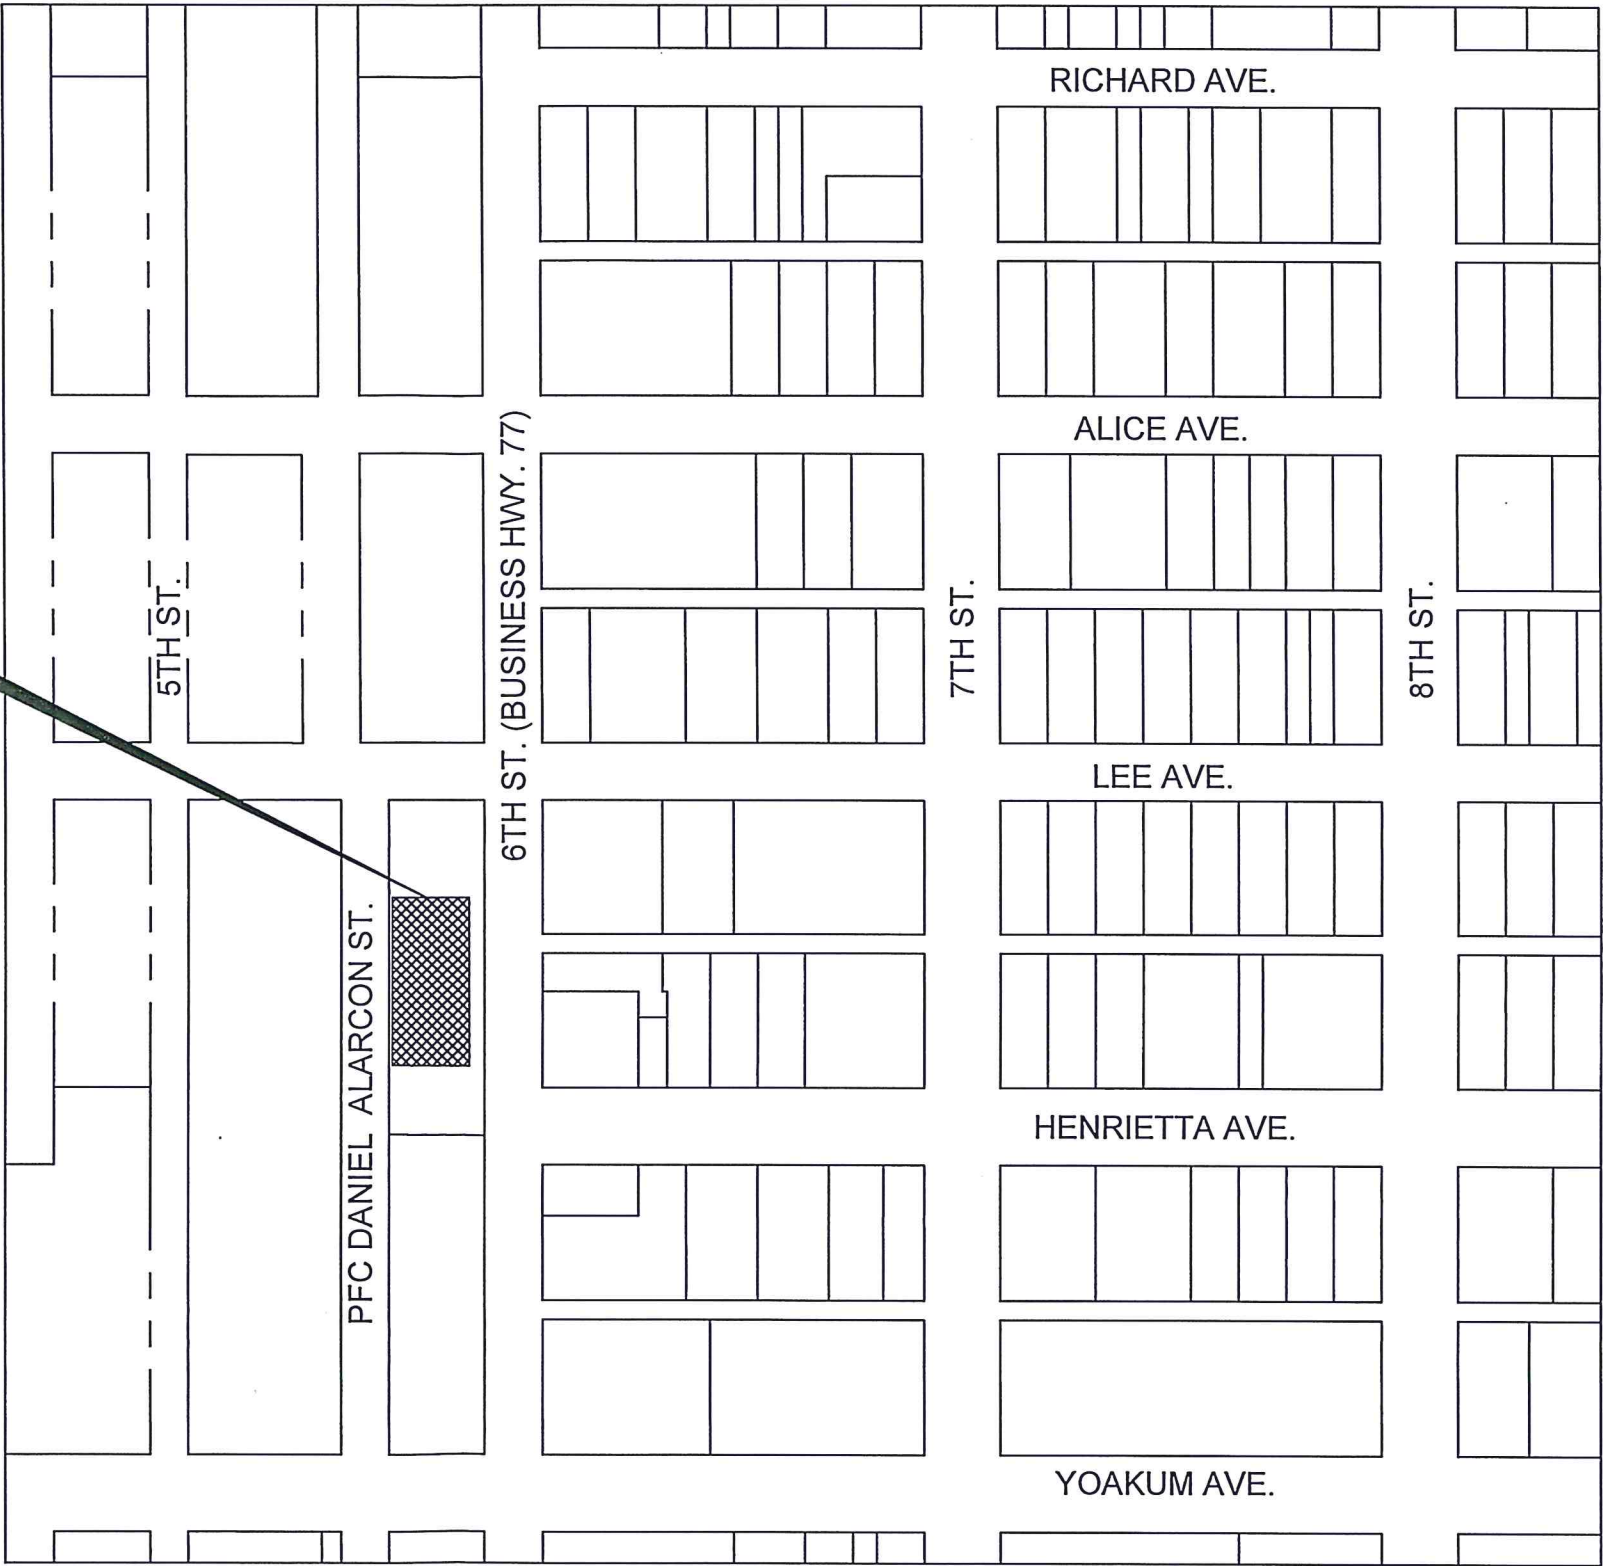 RICHARD AVE.
ALICE AVE.
6TH ST. (BUSINESS HWY. 77)
5TH ST.
7TH ST.
8TH ST.
LEE AVE.
PFC DANIEL ALARCON ST.
HENRIETTA AVE.
YOAKUM AVE.